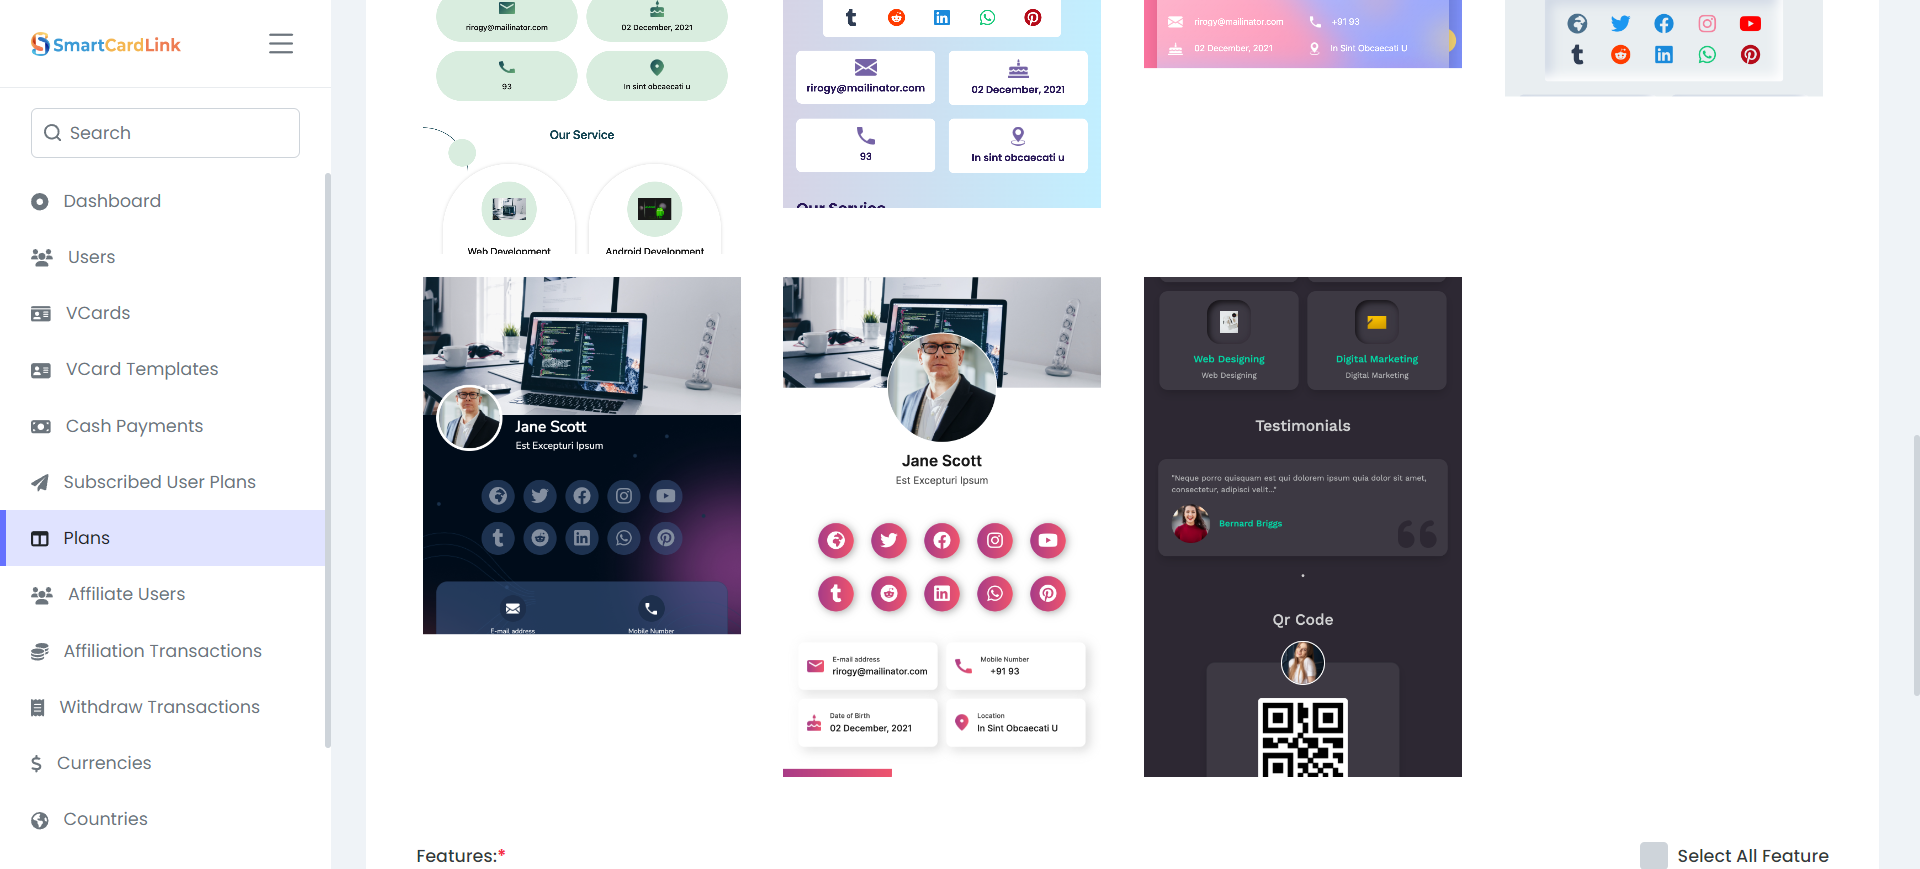 SmartCardLink
Search
Dashboard
Users
VCards
VCard Templates
Cash Payments
Subscribed User Plans
Plans
Affiliate Users
Affiliation Transactions
Withdraw Transactions
Currencies
Countries
rirogy@mailinator.com
02 December, 2021
93
In sint obcaecati u
Our Service
Web Development
Android Development
rirogy@mailinator.com
02 December, 2021
93
In sint obcaecati u
Our Service
rirogy@mailinator.com
+91 93
02 December, 2021
In Sint Obcaecati U
Jane Scott
Est Excepturi Ipsum
E-mail address
Mobile Number
Jane Scott
Est Excepturi Ipsum
E-mail address
rirogy@mailinator.com
Mobile Number
+91 93
Date of Birth
02 December, 2021
Location
In Sint Obcaecati U
Web Designing
Web Designing
Digital Marketing
Digital Marketing
Testimonials
"Neque porro quisquam est qui dolorem ipsum quia dolor sit amet,
consectetur, adipisci velit..."
Bernard Briggs
Qr Code
Features:*
Select All Feature